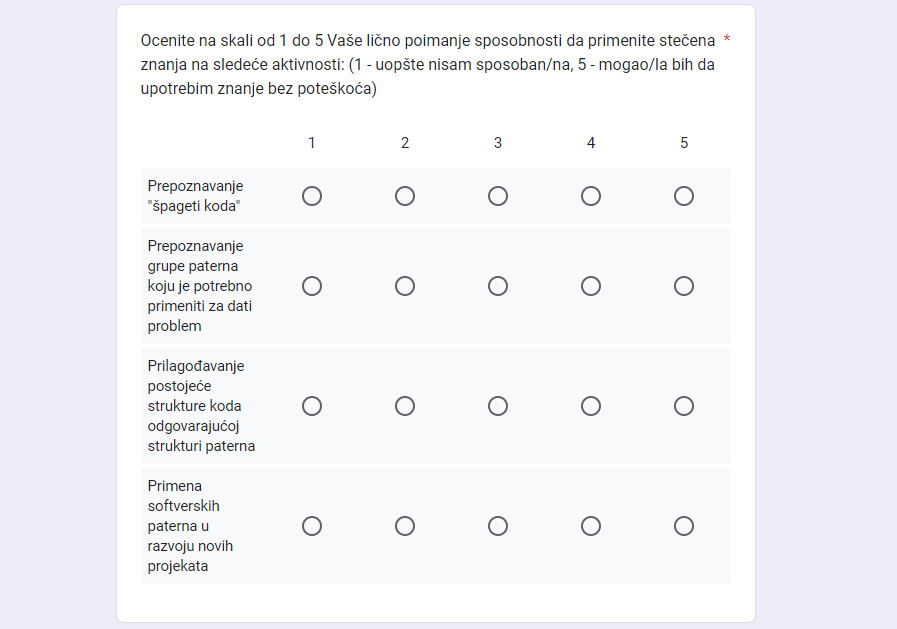 Ocenite na skali od 1 do 5 Vaše lično poimanje sposobnosti da primenite stečena *
znanja na sledeće aktivnosti: (1 - uopšte nisam sposoban/na, 5 - mogao/la bih da
upotrebim znanje bez poteškoća)
1 2 3 4 5
Prepoznavanje
"špageti koda"
Prepoznavanje
grupe paterna
koju je potrebno
primeniti za dati
problem
Prilagođavanje
postojeće
strukture koda
odgovarajućoj
strukturi paterna
Primena
softverskih
paterna u
razvoju novih
projekata